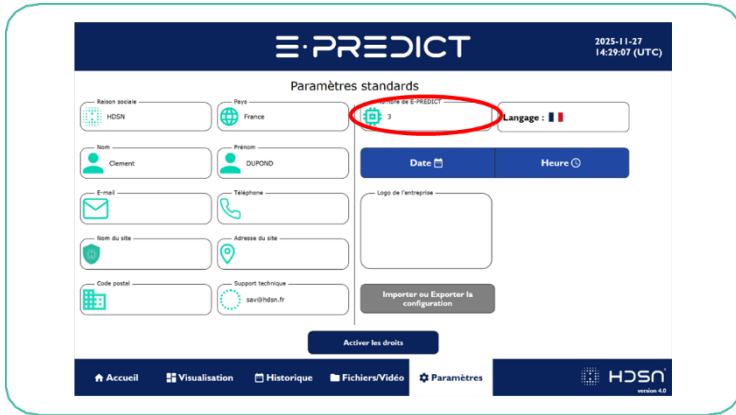 E·PREDICT
2025-11-27
14:29:07 (UTC)
Paramètres standards
Raison sociale
HDSN
Pays
France
Nombre de E-PREDICT
3
Langage :
Nom
Clement
Prénom
DUPOND
Date
Heure
E-mail
Téléphone
Logo de l'entreprise
Nom du site
Adresse du site
Code postal
Support technique
sav@hdsn.fr
Importer ou Exporter la
configuration
Activer les droits
Accueil
Visualisation
Historique
Fichiers/Vidéo
Paramètres
HDSN
version 4.0